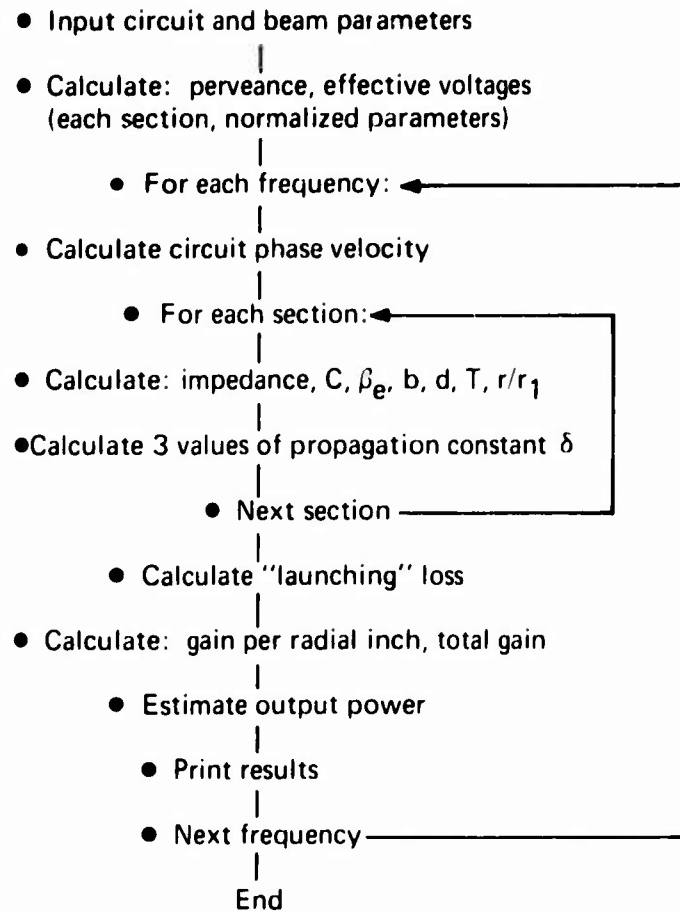 ● Input circuit and beam parameters
● Calculate: perveance, effective voltages
(each section, normalized parameters)
● For each frequency:
● Calculate circuit phase velocity
● For each section:
● Calculate: impedance, C, βe, b, d, T, r/r1
●Calculate 3 values of propagation constant δ
● Next section
● Calculate "launching" loss
● Calculate: gain per radial inch, total gain
● Estimate output power
● Print results
● Next frequency
End